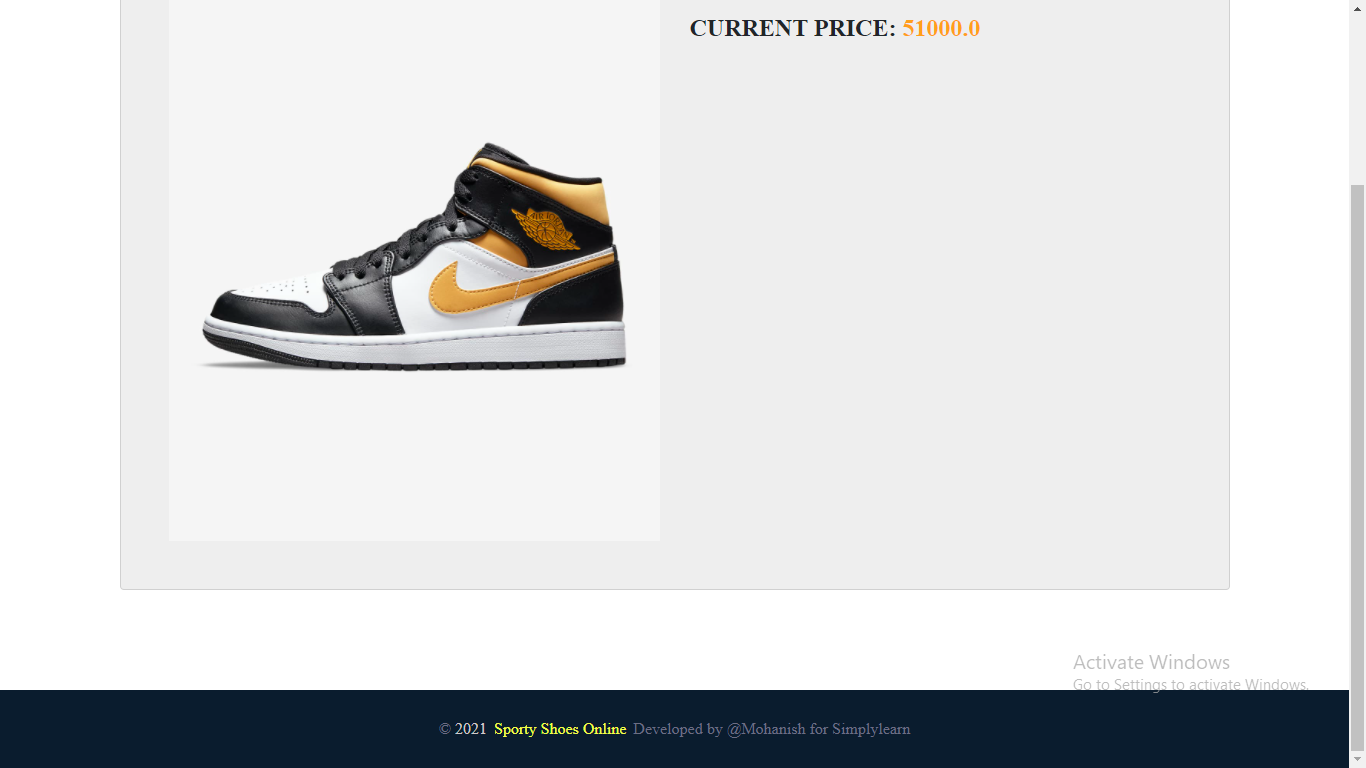 CURRENT PRICE: 51000.0
Activate Windows
Go to Settings to activate Windows.
© 2021 Sporty Shoes Online Developed by @Mohanish for Simplylearn